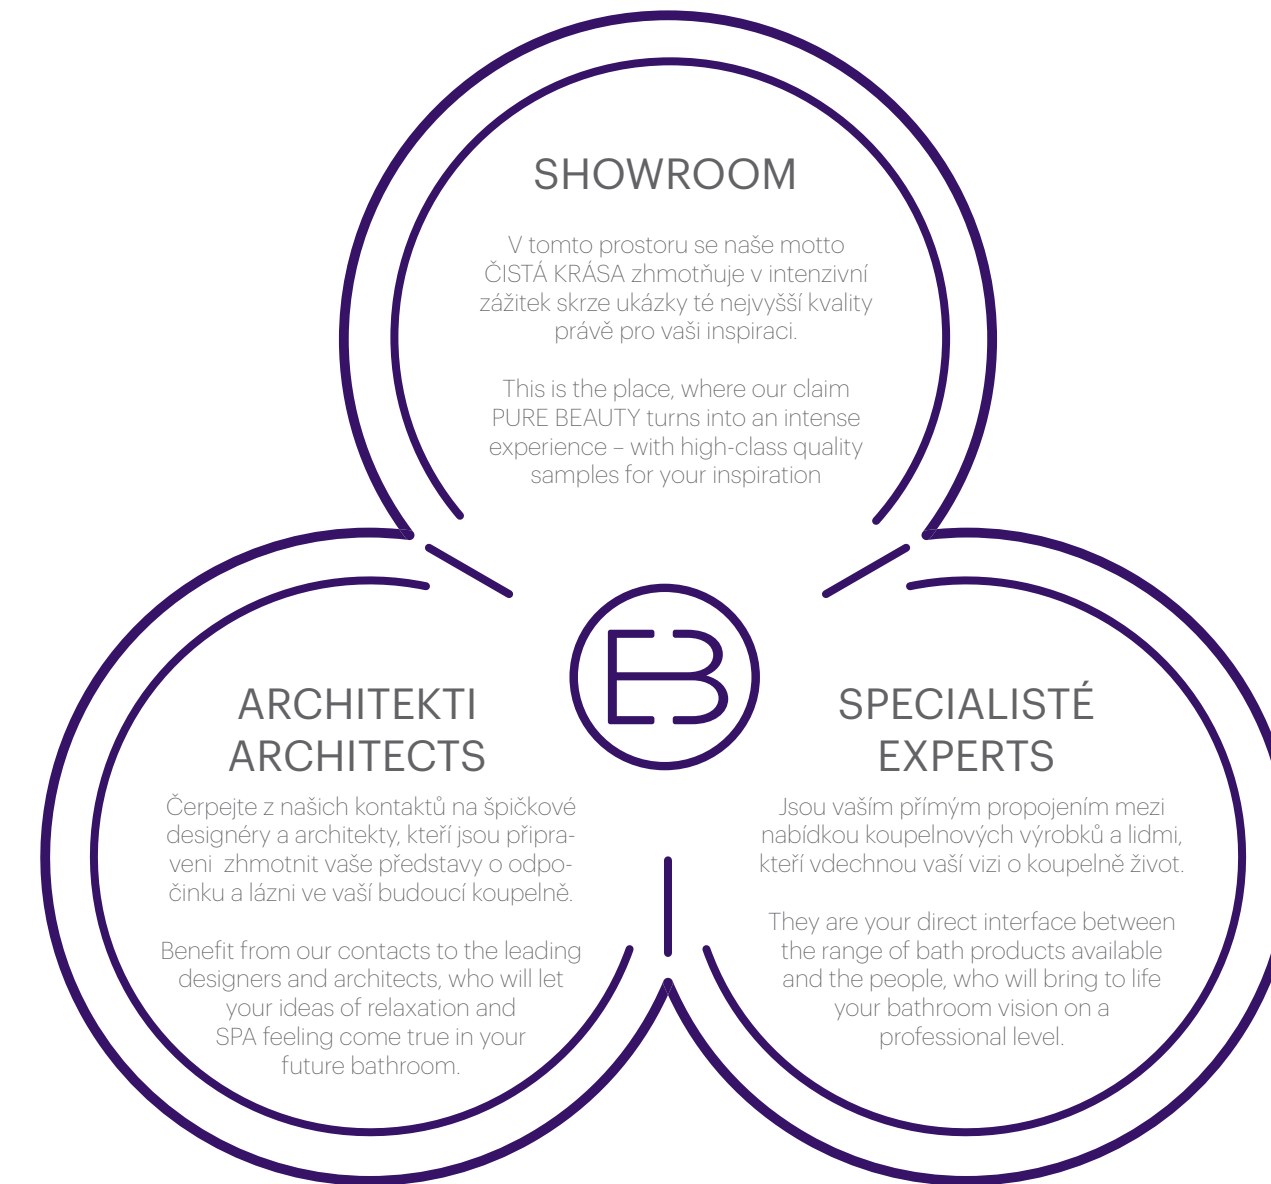 SHOWROOM
V tomto prostoru se naše motto
ČISTÁ KRÁSA zhmotňuje v intenzivní
zážitek skrze ukázky té nejvyšší kvality
právě pro vaši inspiraci.
This is the place, where our claim
PURE BEAUTY turns into an intense
experience – with high-class quality
samples for your inspiration
EB
ARCHITEKTI
ARCHITECTS
Čerpejte z našich kontaktů na špičkové
designéry a architekty, kteří jsou připra-
veni zhmotnit vaše představy o odpo-
činku a lázni ve vaší budoucí koupelně.
Benefit from our contacts to the leading
designers and architects, who will let
your ideas of relaxation and
SPA feeling come true in your
future bathroom.
SPECIALISTÉ
EXPERTS
Jsou vaším přímým propojením mezi
nabídkou koupelnových výrobků a lidmi,
kteří vdechnou vaší vizi o koupelně život.
They are your direct interface between
the range of bath products available
and the people, who will bring to life
your bathroom vision on a
professional level.